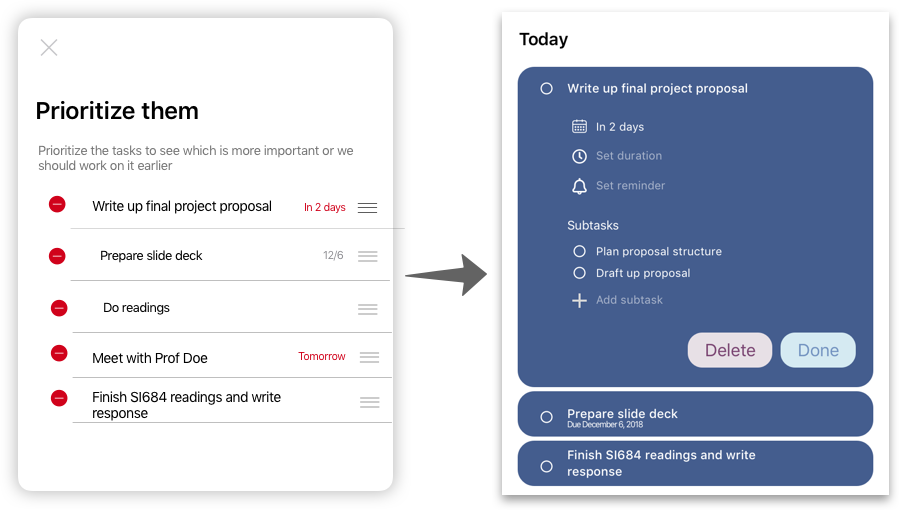 Prioritize them
Prioritize the tasks to see which is more important or we
should work on it earlier
Write up final project proposal In 2 days
Prepare slide deck 12/6
Do readings
Meet with Prof Doe Tomorrow
Finish SI684 readings and write
response
Today
Write up final project proposal
In 2 days
Set duration
Set reminder
Subtasks
Plan proposal structure
Draft up proposal
Add subtask
Delete Done
Prepare slide deck
Due December 6, 2018
Finish SI684 readings and write
response